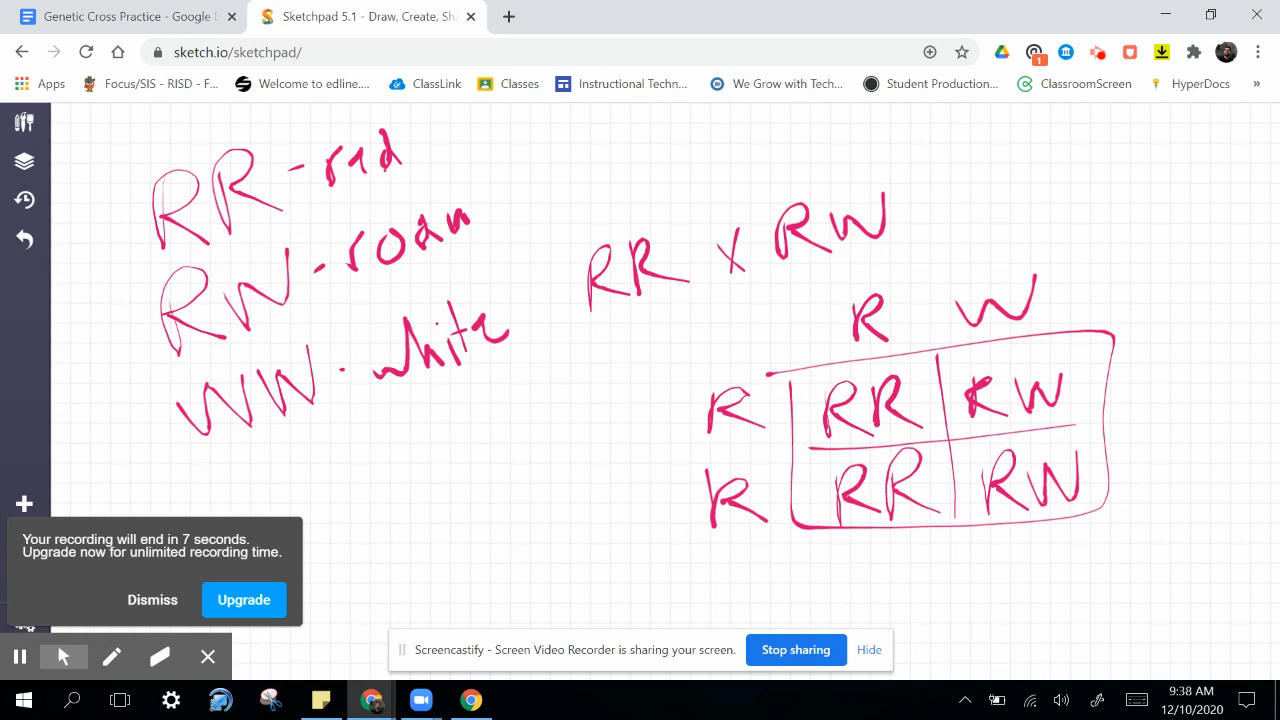 Genetic Cross Practice - Google D
Sketchpad 5.1 - Draw, Create, Sha
sketch.io/sketchpad/
1
Apps
Focus/SIS - RISD - F...
Welcome to edline....
ClassLink
Classes
Instructional Techn...
We Grow with Tech...
Student Production...
ClassroomScreen
HyperDocs
»
RR - red
RW - roan
WW - white
RR x RW
R W
R RR RW
R RR RW
Your recording will end in 7 seconds.
Upgrade now for unlimited recording time.
Dismiss Upgrade
Screencastify - Screen Video Recorder is sharing your screen.
Stop sharing
Hide
9:38 AM
12/10/2020